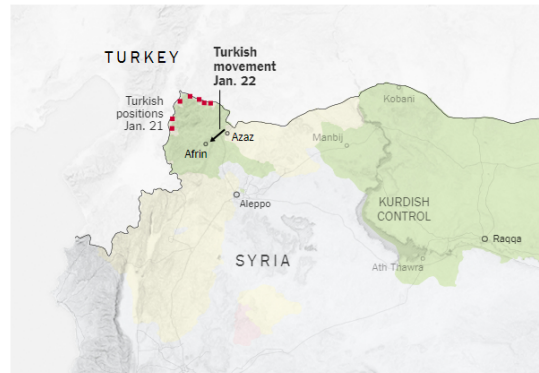 TURKEY
Turkish
movement
Jan. 22
Turkish
positions
Jan. 21
Kobani
Azaz
Manbij
Afrin
Aleppo
KURDISH
CONTROL
Raqqa
SYRIA
Ath Thawra